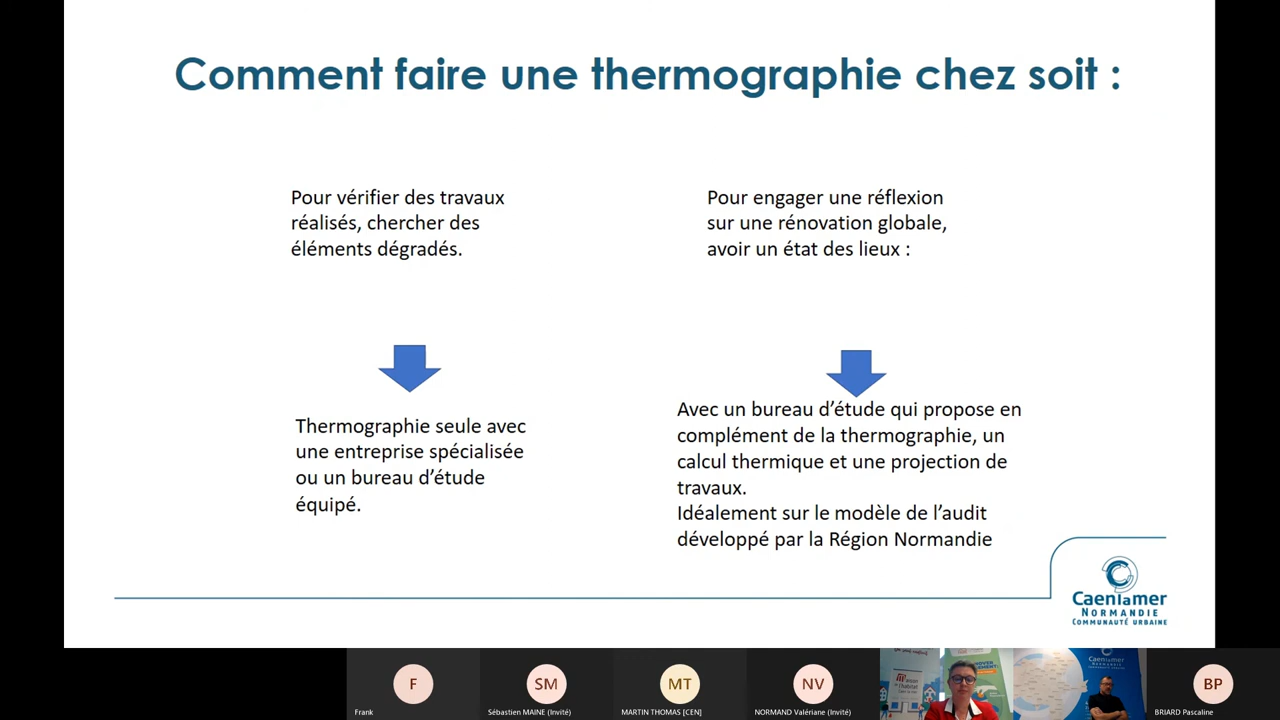 Comment faire une thermographie chez soit :
Pour vérifier des travaux
réalisés, chercher des
éléments dégradés.
Pour engager une réflexion
sur une rénovation globale,
avoir un état des lieux :
Thermographie seule avec
une entreprise spécialisée
ou un bureau d’étude
équipé.
Avec un bureau d’étude qui propose en
complément de la thermographie, un
calcul thermique et une projection de
travaux.
Idéalement sur le modèle de l’audit
développé par la Région Normandie
Caenlamer
NORMANDIE
COMMUNAUTÉ URBAINE
F
SM
MT
NV
BP
Frank
Sébastien MAINE (Invité)
MARTIN THOMAS [CEN]
NORMAND Valériane (Invité)
BRIARD Pascaline